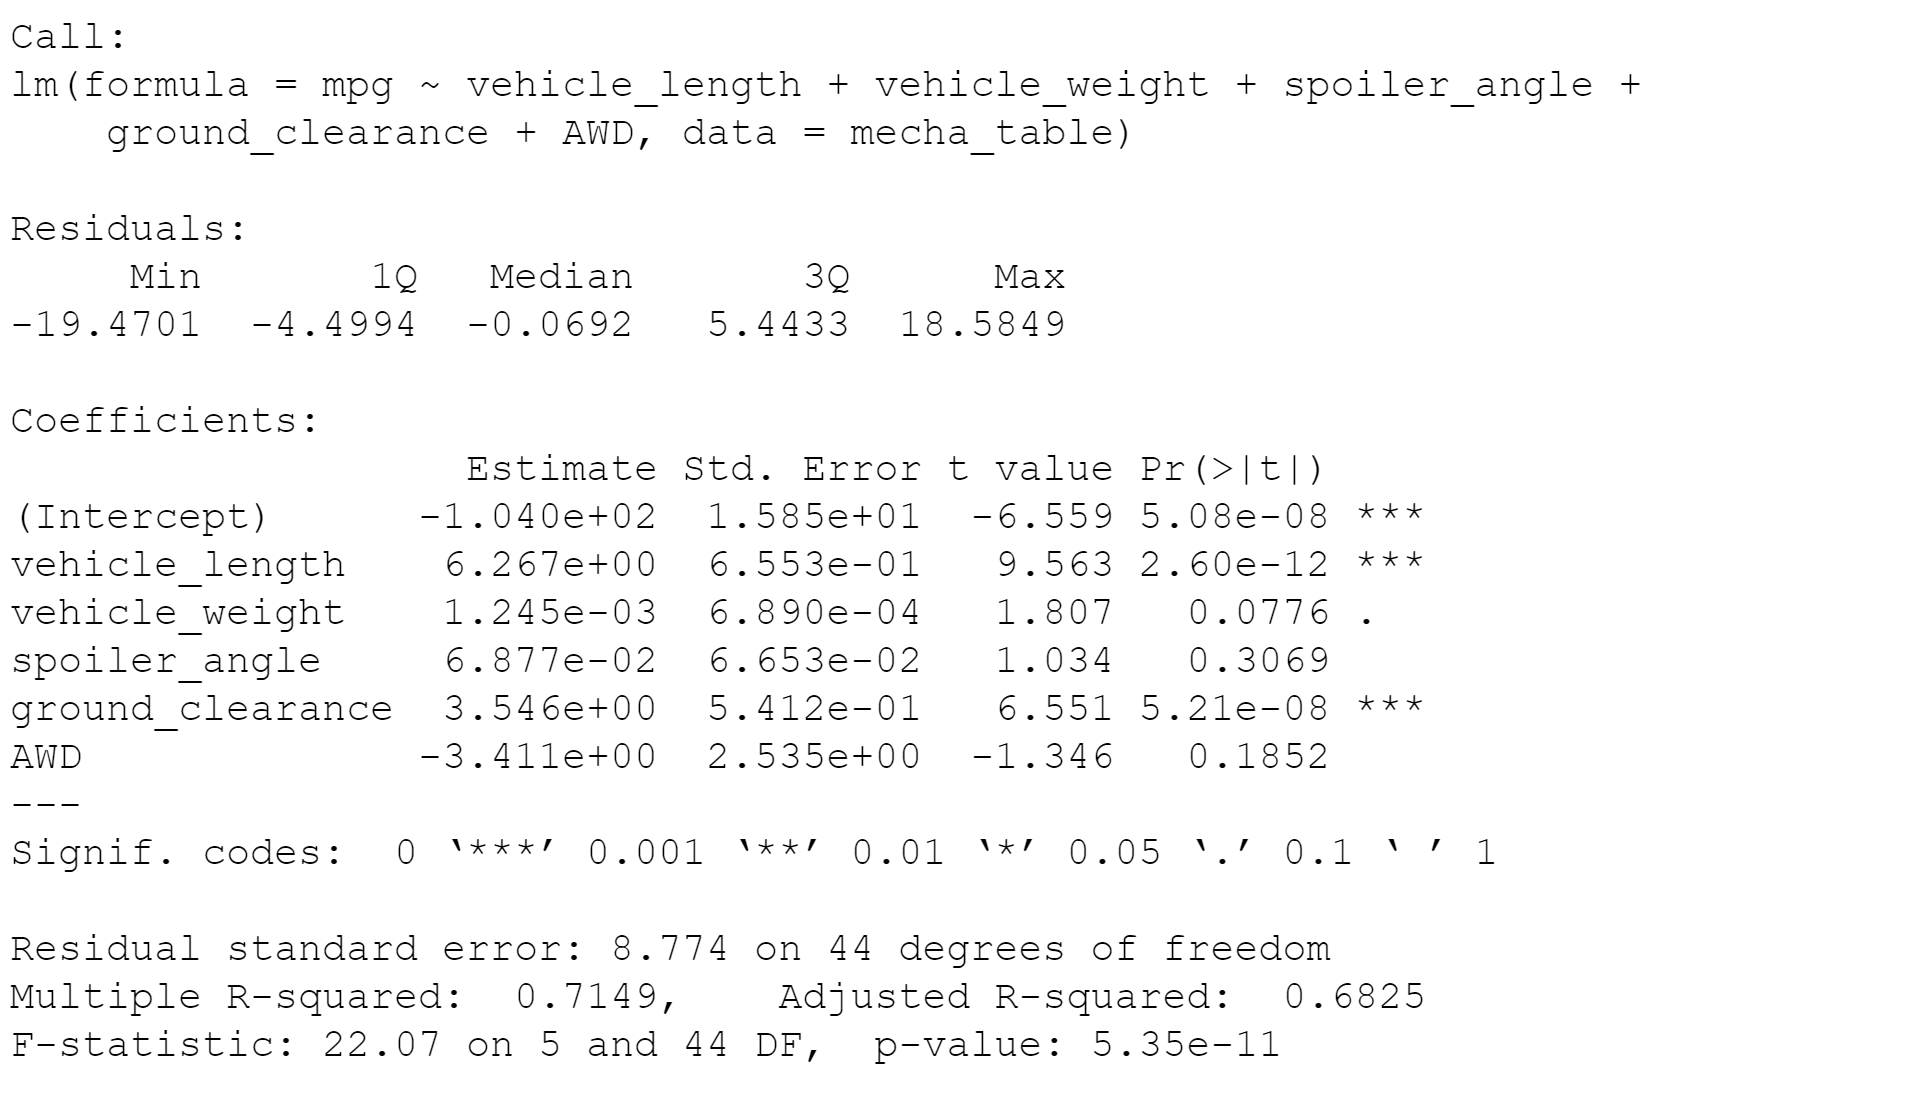 Call:
lm(formula = mpg ~ vehicle_length + vehicle_weight + spoiler_angle +
    ground_clearance + AWD, data = mecha_table)

Residuals:
     Min       1Q   Median       3Q      Max
-19.4701  -4.4994  -0.0692   5.4433  18.5849

Coefficients:
                   Estimate Std. Error t value Pr(>|t|)
(Intercept)      -1.040e+02  1.585e+01  -6.559 5.08e-08 ***
vehicle_length    6.267e+00  6.553e-01   9.563 2.60e-12 ***
vehicle_weight    1.245e-03  6.890e-04   1.807   0.0776 .
spoiler_angle     6.877e-02  6.653e-02   1.034   0.3069
ground_clearance  3.546e+00  5.412e-01   6.551 5.21e-08 ***
AWD              -3.411e+00  2.535e+00  -1.346   0.1852
---
Signif. codes:  0 ‘***’ 0.001 ‘**’ 0.01 ‘*’ 0.05 ‘.’ 0.1 ‘ ’ 1

Residual standard error: 8.774 on 44 degrees of freedom
Multiple R-squared:  0.7149,    Adjusted R-squared:  0.6825
F-statistic: 22.07 on 5 and 44 DF,  p-value: 5.35e-11